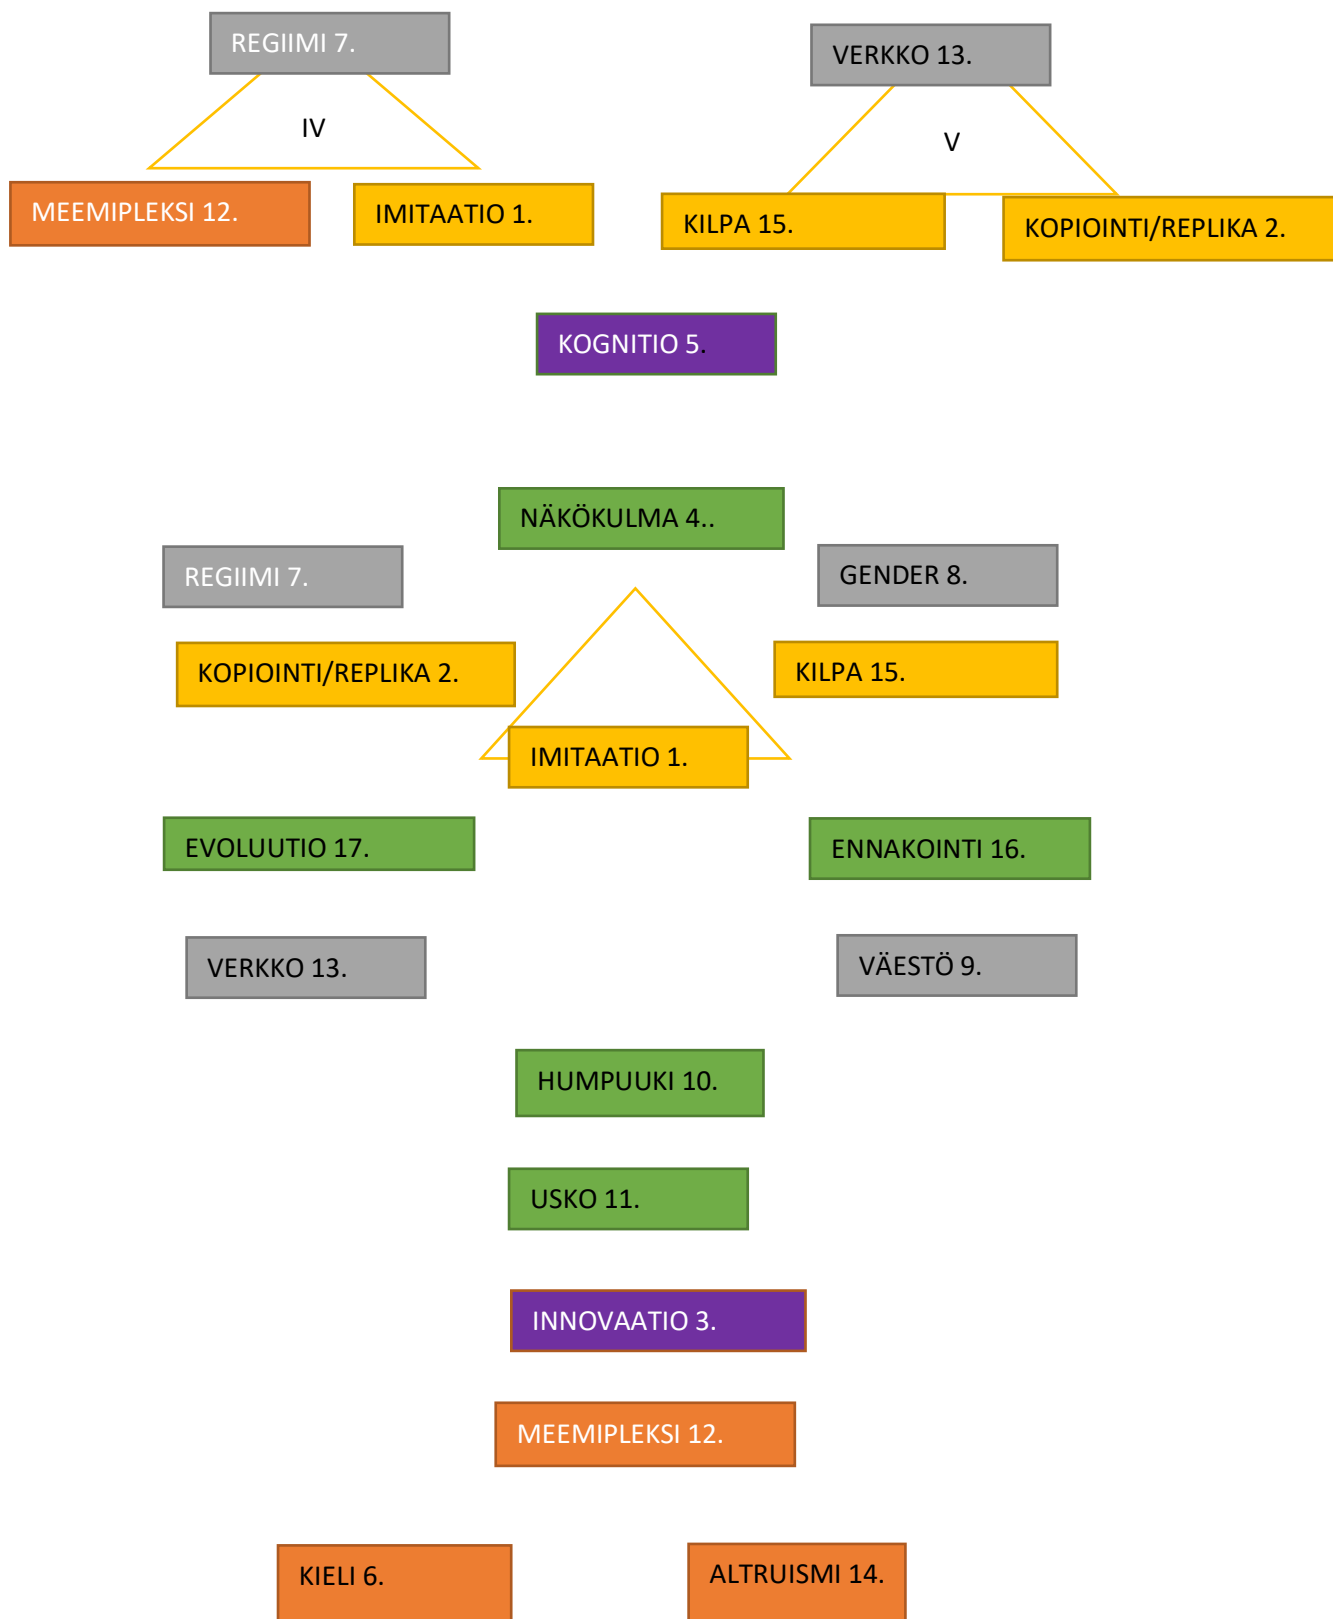 REGIIMI 7.
VERKKO 13.
IV
V
MEEMIPLEKSI 12.
IMITAATIO 1.
KILPA 15.
KOPIOINTI/REPLIKA 2.
KOGNITIO 5.
NÄKÖKULMA 4..
REGIIMI 7.
GENDER 8.
KOPIOINTI/REPLIKA 2.
KILPA 15.
IMITAATIO 1.
EVOLUUTIO 17.
ENNAKOINTI 16.
VERKKO 13.
VÄESTÖ 9.
HUMPUUKI 10.
USKO 11.
INNOVAATIO 3.
MEEMIPLEKSI 12.
KIELI 6.
ALTRUISMI 14.